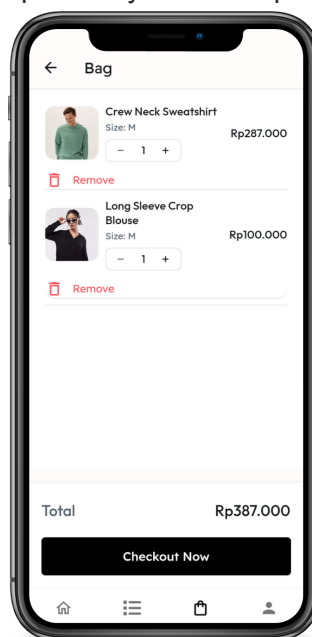 Bag
Crew Neck Sweatshirt
Size: M
Rp287.000
- 1 +
Remove
Long Sleeve Crop
Blouse
Size: M
Rp100.000
- 1 +
Remove
Total
Rp387.000
Checkout Now